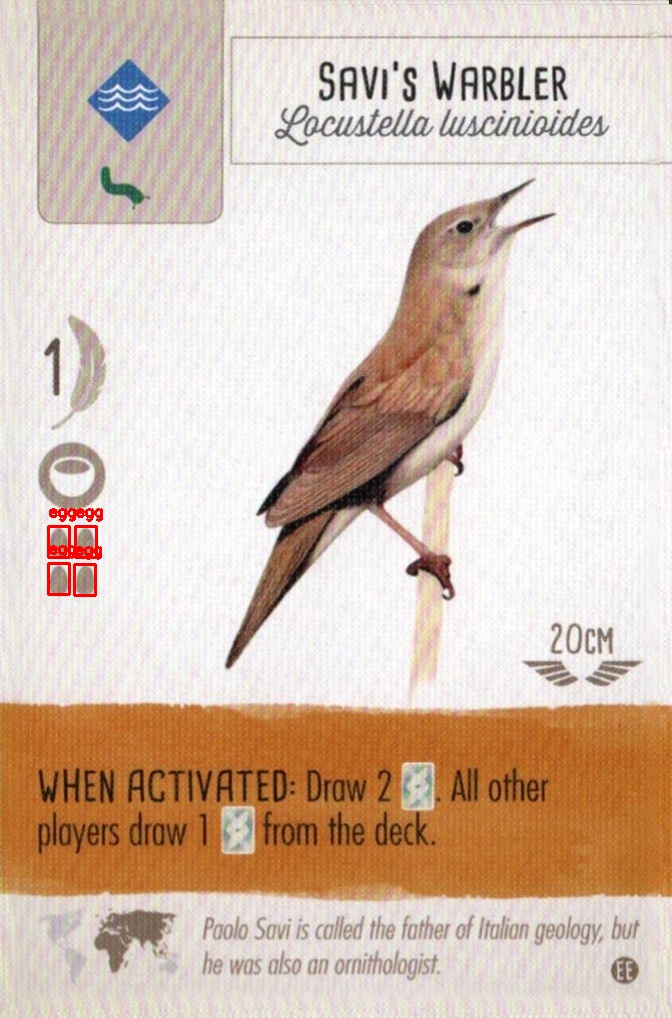 SAVI'S WARBLER
Locustella luscinioides
1
eggegg
eggegg
20CM
WHEN ACTIVATED: Draw 2 . All other
players draw 1 from the deck.
Paolo Savi is called the father of Italian geology, but
he was also an ornithologist.
EE